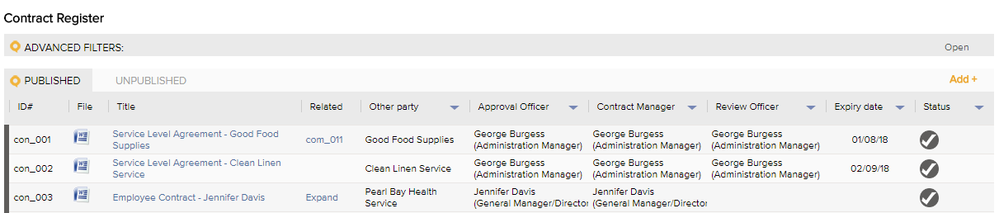 Contract Register
ADVANCED FILTERS: Open
PUBLISHED UNPUBLISHED Add +
ID# File Title Related Other party Approval Officer Contract Manager Review Officer Expiry date Status
con_001 Service Level Agreement - Good Food Supplies com_011 Good Food Supplies George Burgess (Administration Manager) George Burgess (Administration Manager) George Burgess (Administration Manager) 01/08/18
con_002 Service Level Agreement - Clean Linen Service Clean Linen Service George Burgess (Administration Manager) George Burgess (Administration Manager) George Burgess (Administration Manager) 02/09/18
con_003 Employee Contract - Jennifer Davis Expand Pearl Bay Health Service Jennifer Davis (General Manager/Director Jennifer Davis (General Manager/Director